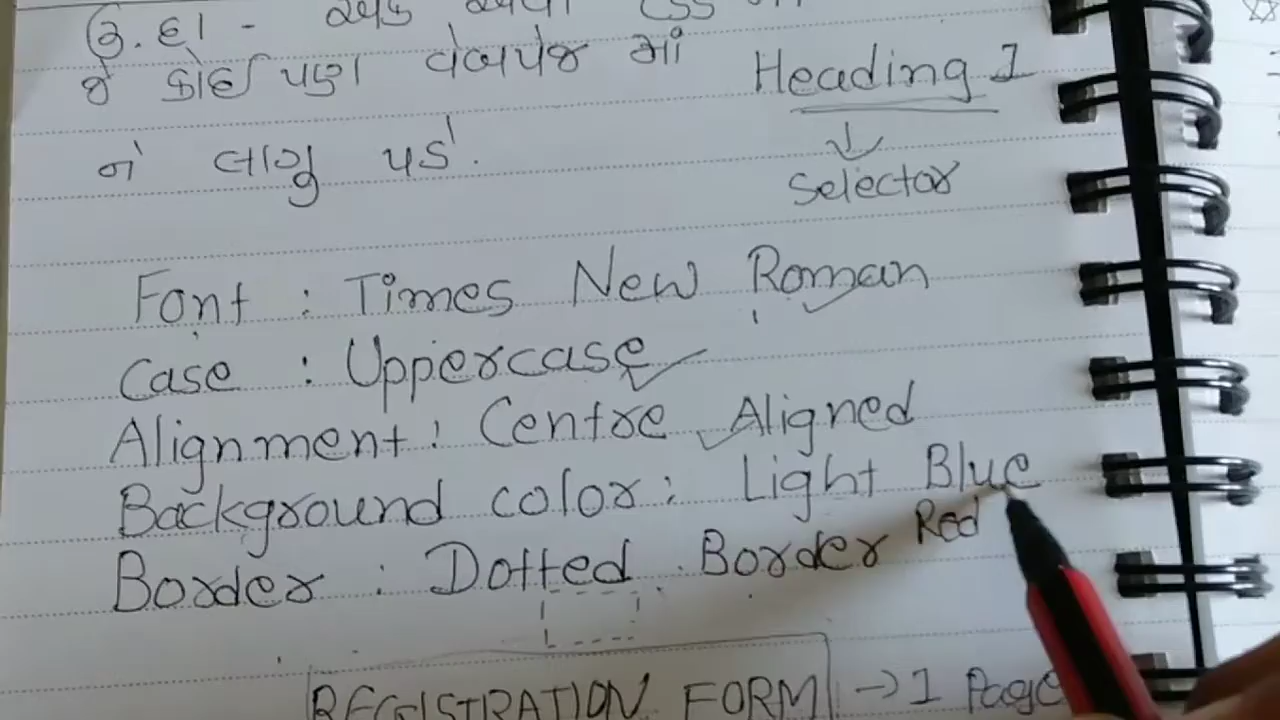 ઉ.દા. - CSS
જે કોઈ પણ વેબપેજ માં
Heading 1
ને લાગુ પડે.
↓
Selector
Font : Times New Roman
Case : Uppercase
Alignment : Centre Aligned
Background color : Light Blue
Border : Dotted Border Red
REGISTRATION FORM → 1 Page